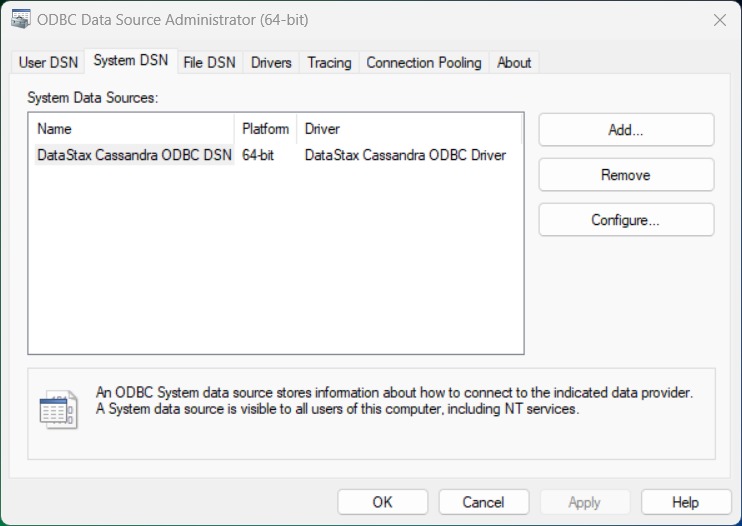 ODBC Data Source Administrator (64-bit)
User DSN System DSN File DSN Drivers Tracing Connection Pooling About
System Data Sources:
Name Platform Driver
DataStax Cassandra ODBC DSN 64-bit DataStax Cassandra ODBC Driver
Add...
Remove
Configure...
An ODBC System data source stores information about how to connect to the indicated data provider.
A System data source is visible to all users of this computer, including NT services.
OK Cancel Apply Help